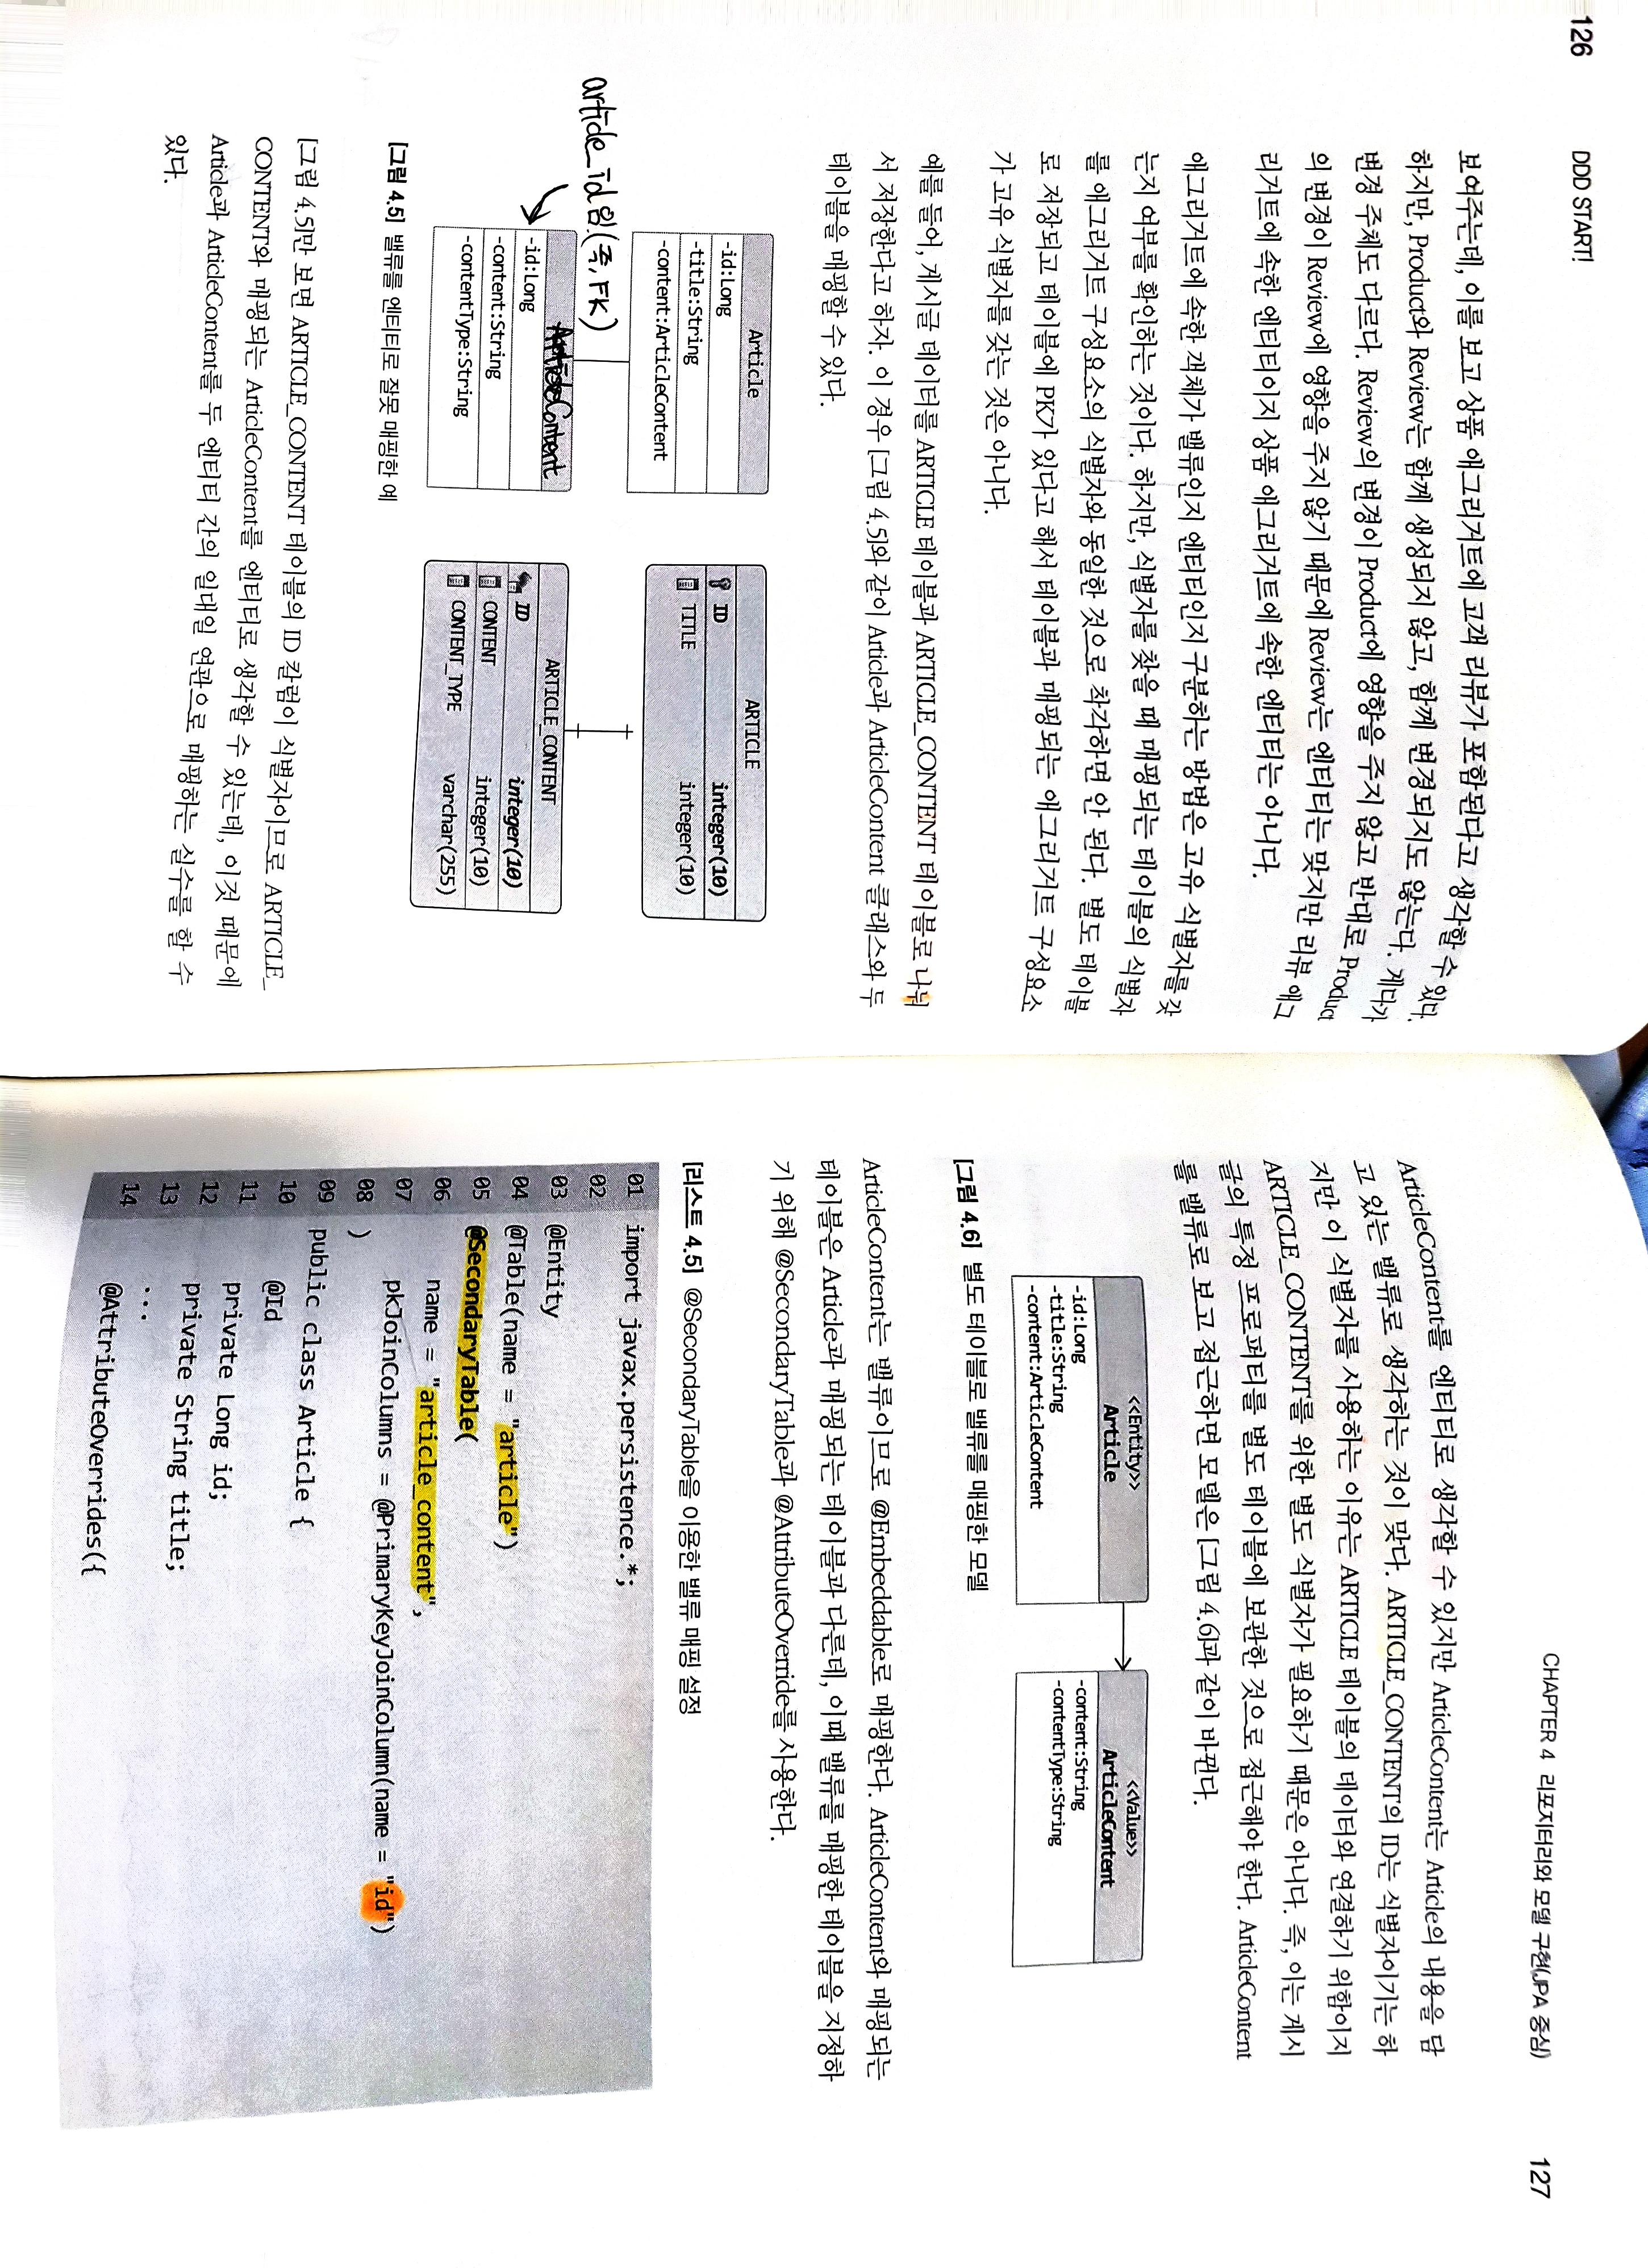 126
DDD START!
보여주는데, 이를 보고 상품 애그리거트에 고객 리뷰가 포함된다고 생각할 수 있다.
하지만, Product와 Review는 함께 생성되지 않고, 함께 변경되지도 않는다. 게다가
변경 주체도 다르다. Review의 변경이 Product에 영향을 주지 않고 반대로 Product
의 변경이 Review에 영향을 주지 않기 때문에 Review는 엔티티는 맞지만 리뷰 애그
리거트에 속한 엔티티이지 상품 애그리거트에 속한 엔티티는 아니다.
애그리거트에 속한 객체가 밸류인지 엔티티인지 구분하는 방법은 고유 식별자를 갖
는지 여부를 확인하는 것이다. 하지만, 식별자를 찾을 때 매핑되는 테이블의 식별자
를 애그리거트 구성요소의 식별자와 동일한 것으로 착각하면 안 된다. 별도 테이블
로 저장되고 테이블에 PK가 있다고 해서 테이블과 매핑되는 애그리거트 구성요소
가 고유 식별자를 갖는 것은 아니다.
예를 들어, 게시글 데이터를 ARTICLE 테이블과 ARTICLE_CONTENT 테이블로 나눠
서 저장한다고 하자. 이 경우 [그림 4.5]와 같이 Article과 ArticleContent 클래스와 두
테이블을 매핑할 수 있다.
Article
-id:Long
-title:String
-content:ArticleContent
article_id임.(즉, FK)
ArticleContent
-id:Long
-content:String
-contentType:String
ARTICLE
ID integer(10)
TITLE integer(10)
ARTICLE_CONTENT
ID integer(10)
CONTENT integer(10)
CONTENT_TYPE varchar(255)
[그림 4.5] 밸류를 엔티티로 잘못 매핑한 예
[그림 4.5]만 보면 ARTICLE_CONTENT 테이블의 ID 칼럼이 식별자이므로 ARTICLE_
CONTENT와 매핑되는 ArticleContent를 엔티티로 생각할 수 있는데, 이것 때문에
Article과 ArticleContent를 두 엔티티 간의 일대일 연관으로 매핑하는 실수를 할 수
있다.
CHAPTER 4 리포지터리와 모델 구현(JPA 중심)
127
ArticleContent를 엔티티로 생각할 수 있지만 ArticleContent는 Article의 내용을 담
고 있는 밸류로 생각하는 것이 맞다. ARTICLE_CONTENT의 ID는 식별자이기는 하
지만 이 식별자를 사용하는 이유는 ARTICLE 테이블의 데이터와 연결하기 위함이지
ARTICLE_CONTENT를 위한 별도 식별자가 필요하기 때문은 아니다. 즉, 이는 게시
글의 특정 프로퍼티를 별도 테이블에 보관한 것으로 접근해야 한다. ArticleContent
를 밸류로 보고 접근하면 모델은 [그림 4.6]과 같이 바뀐다.
<<Entity>>
Article
-id:Long
-title:String
-content:ArticleContent
<<Value>>
ArticleContent
-content:String
-contentType:String
[그림 4.6] 별도 테이블로 밸류를 매핑한 모델
ArticleContent는 밸류이므로 @Embeddable로 매핑한다. ArticleContent와 매핑되는
테이블은 Article과 매핑되는 테이블과 다른데, 이때 밸류를 매핑한 테이블을 지정하
기 위해 @SecondaryTable과 @AttributeOverride를 사용한다.
[리스트 4.5] @SecondaryTable을 이용한 밸류 매핑 설정
01 import javax.persistence.*;
02
03 @Entity
04 @Table(name = "article")
05 @SecondaryTable(
06 name = "article_content",
07 pkJoinColumns = @PrimaryKeyJoinColumn(name = "id")
08 )
09 public class Article {
10 @Id
11 private Long id;
12 private String title;
13 ...
14 @AttributeOverrides({